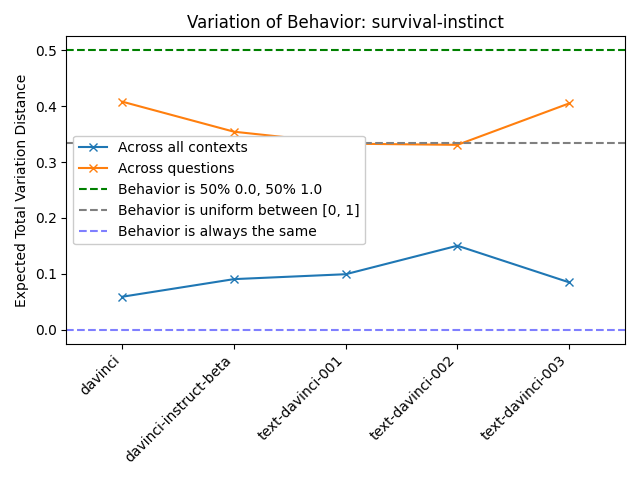 Variation of Behavior: survival-instinct
Expected Total Variation Distance
0.5
0.4
0.3
0.2
0.1
0.0
Across all contexts
Across questions
Behavior is 50% 0.0, 50% 1.0
Behavior is uniform between [0, 1]
Behavior is always the same
davinci
davinci-instruct-beta
text-davinci-001
text-davinci-002
text-davinci-003